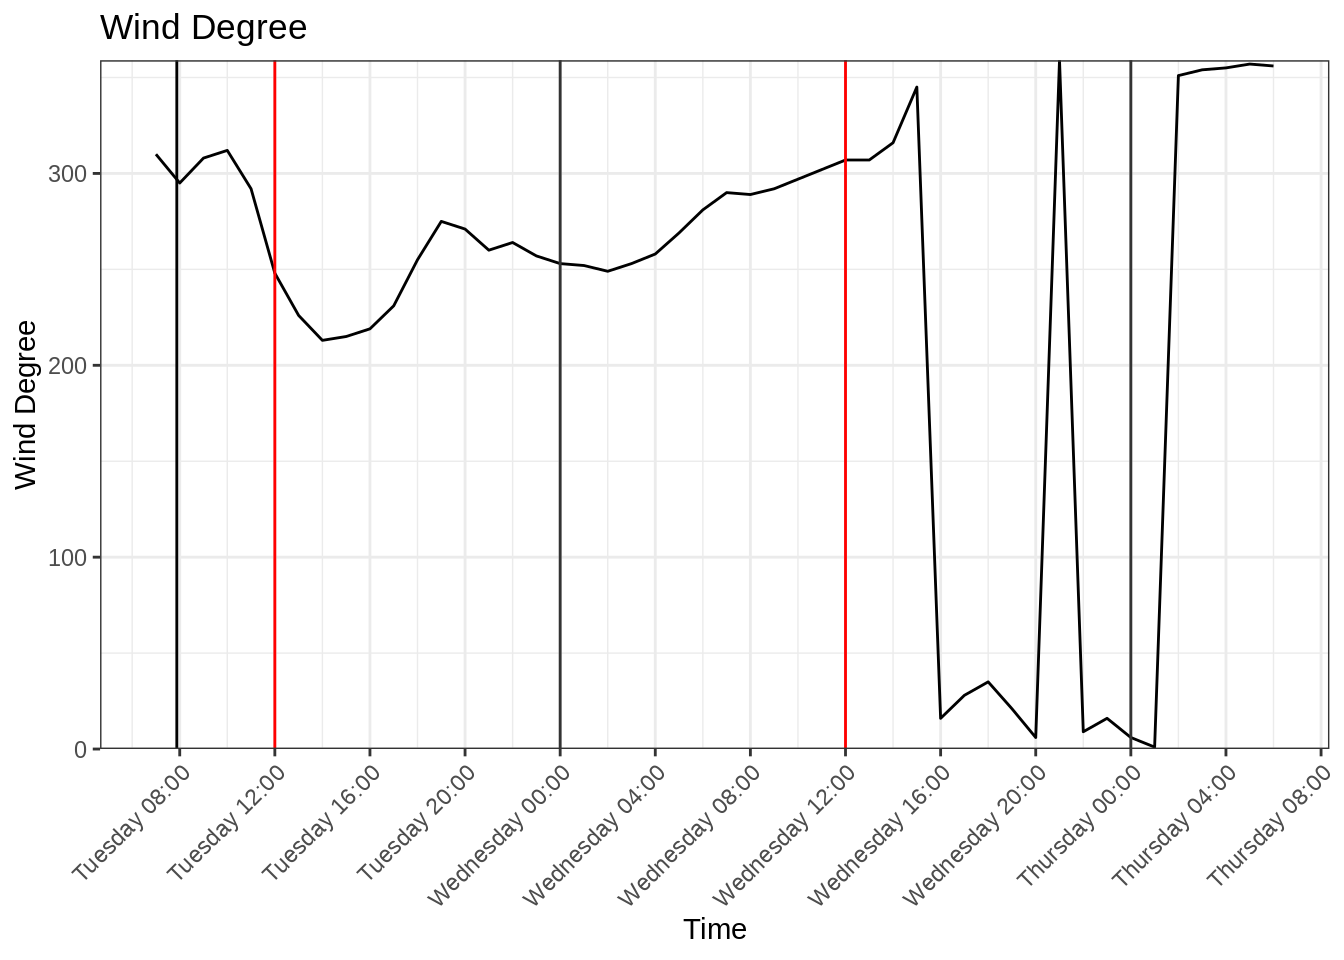 Wind Degree
Wind Degree
300
200
100
0
Tuesday 08:00
Tuesday 12:00
Tuesday 16:00
Tuesday 20:00
Wednesday 00:00
Wednesday 04:00
Wednesday 08:00
Wednesday 12:00
Wednesday 16:00
Wednesday 20:00
Thursday 00:00
Thursday 04:00
Thursday 08:00
Time